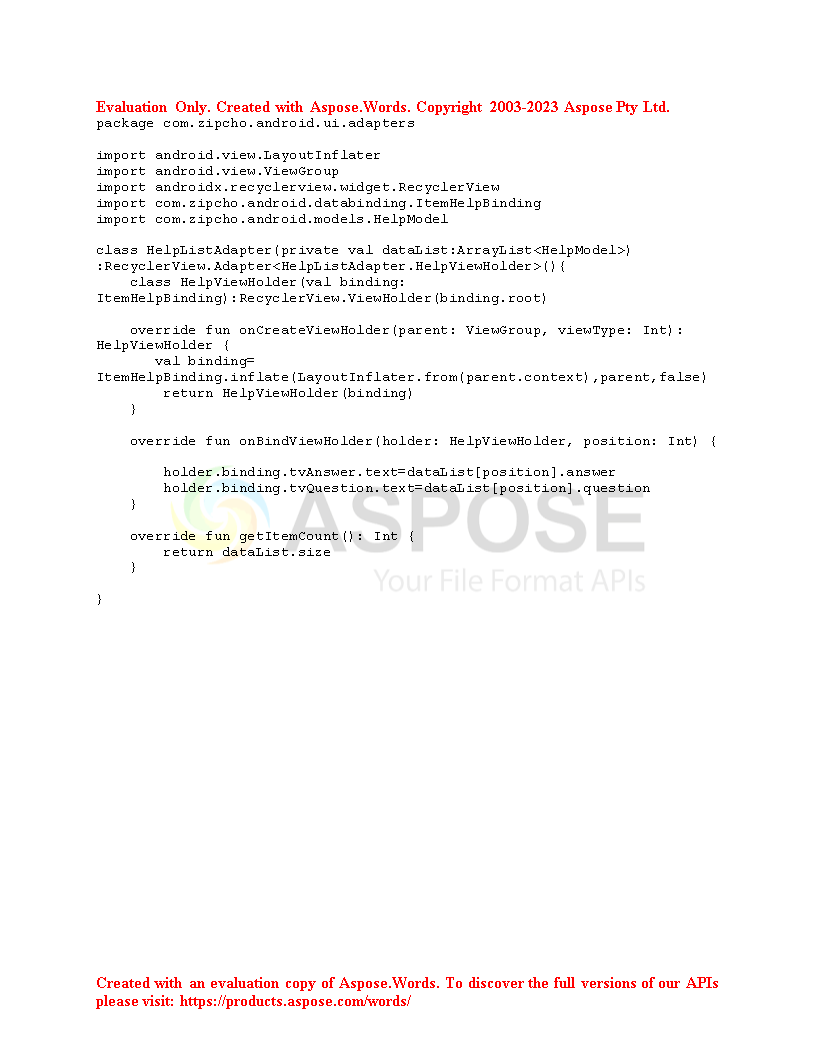 Evaluation Only. Created with Aspose.Words. Copyright 2003-2023 Aspose Pty Ltd.
package com.zipcho.android.ui.adapters
import android.view.LayoutInflater
import android.view.ViewGroup
import androidx.recyclerview.widget.RecyclerView
import com.zipcho.android.databinding.ItemHelpBinding
import com.zipcho.android.models.HelpModel
class HelpListAdapter(private val dataList:ArrayList<HelpModel>)
:RecyclerView.Adapter<HelpListAdapter.HelpViewHolder>(){
    class HelpViewHolder(val binding:
ItemHelpBinding):RecyclerView.ViewHolder(binding.root)
    override fun onCreateViewHolder(parent: ViewGroup, viewType: Int):
HelpViewHolder {
       val binding=
ItemHelpBinding.inflate(LayoutInflater.from(parent.context),parent,false)
        return HelpViewHolder(binding)
    }
    override fun onBindViewHolder(holder: HelpViewHolder, position: Int) {
        holder.binding.tvAnswer.text=dataList[position].answer
        holder.binding.tvQuestion.text=dataList[position].question
    }
ASPOSE
    override fun getItemCount(): Int {
        return dataList.size
    }
Your File Format APIs
}
Created with an evaluation copy of Aspose.Words. To discover the full versions of our APIs
please visit: https://products.aspose.com/words/